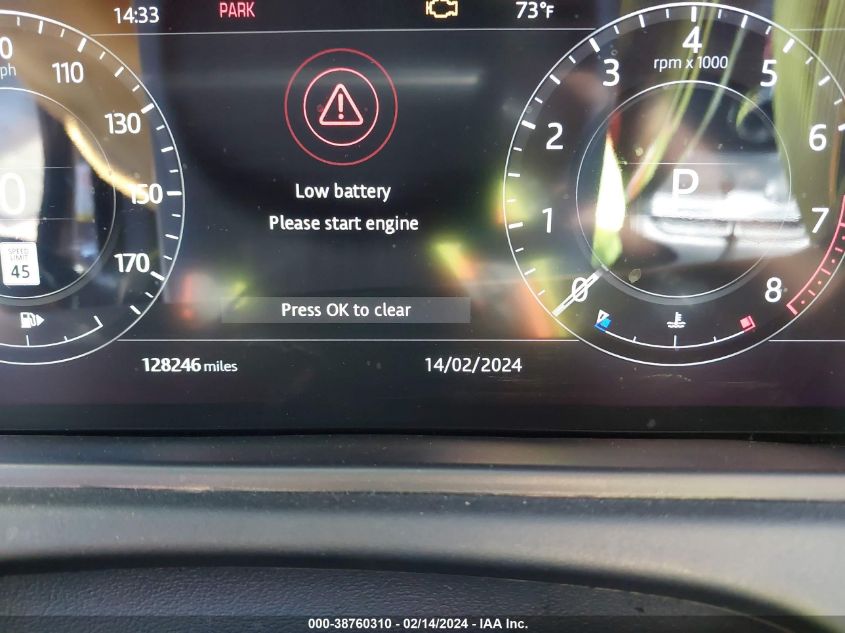 14:33
PARK
73°F
110
130
150
170
0
SPEED
LIMIT
45
Low battery
Please start engine
Press OK to clear
128246 miles
14/02/2024
rpm x 1000
0
1
2
3
4
5
6
7
8
P
000-38760310 - 02/14/2024 - IAA Inc.